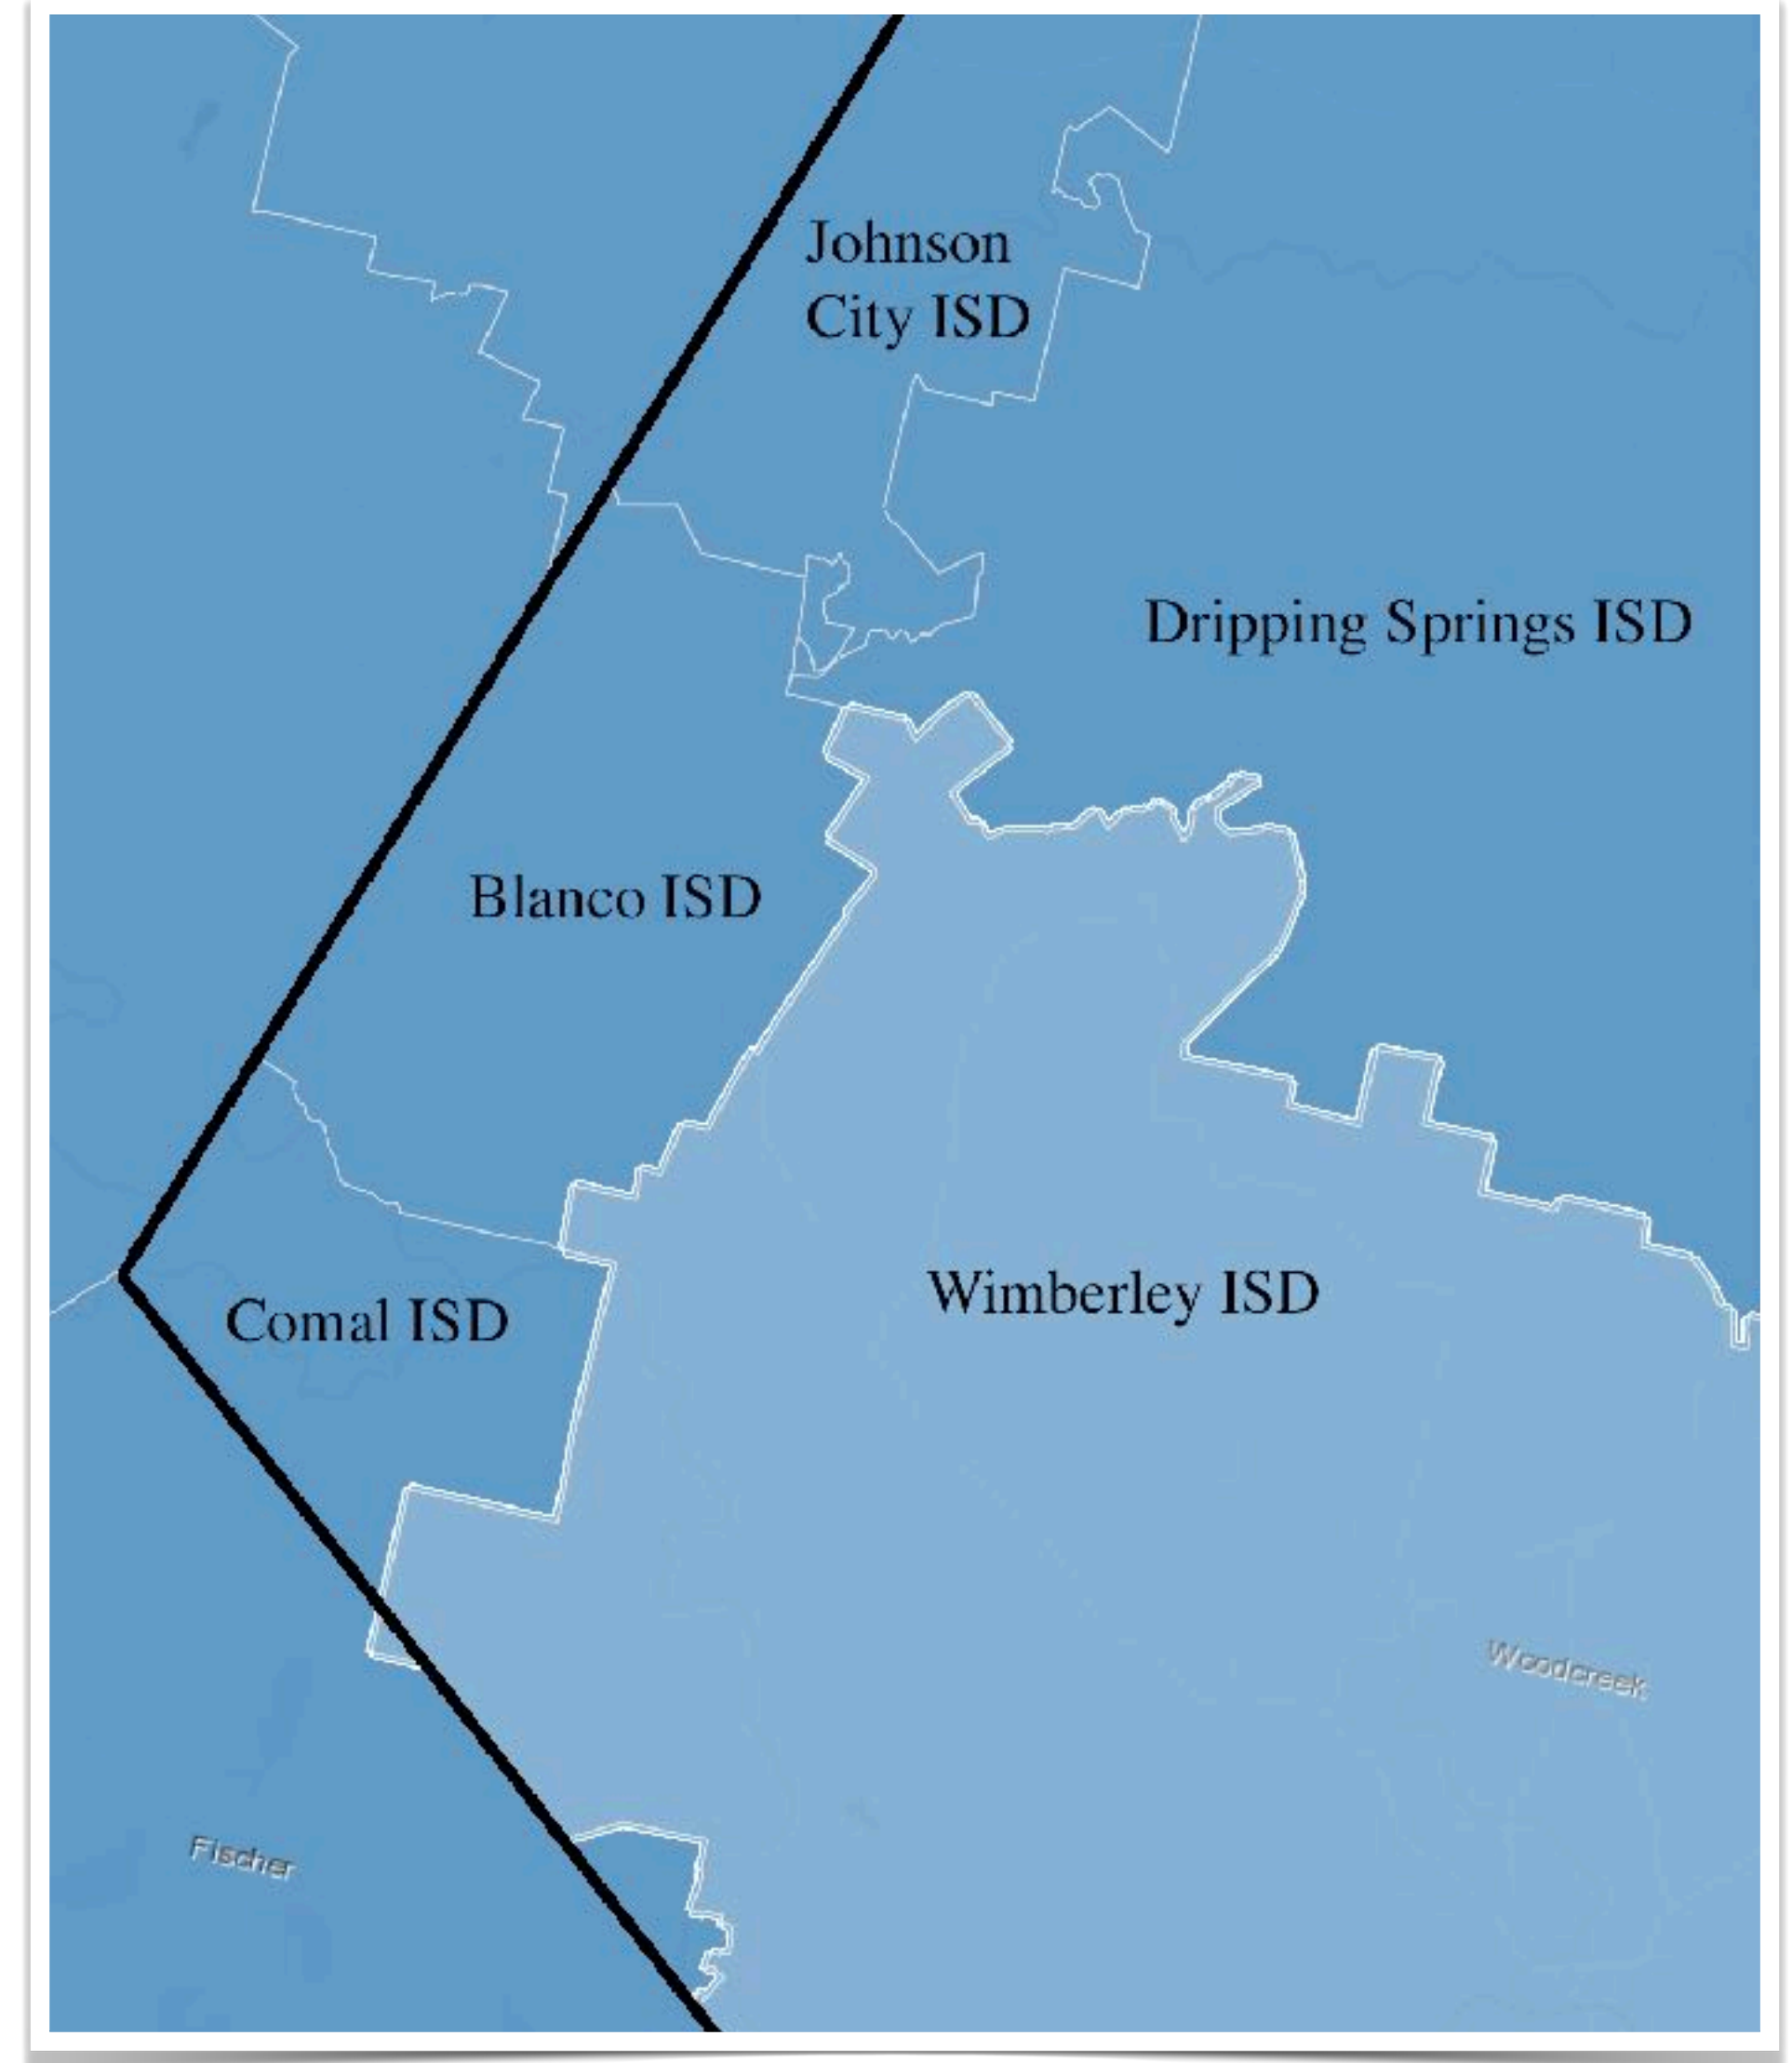 Johnson
City ISD
Dripping Springs ISD
Blanco ISD
Wimberley ISD
Comal ISD
Woodcreek
Fischer